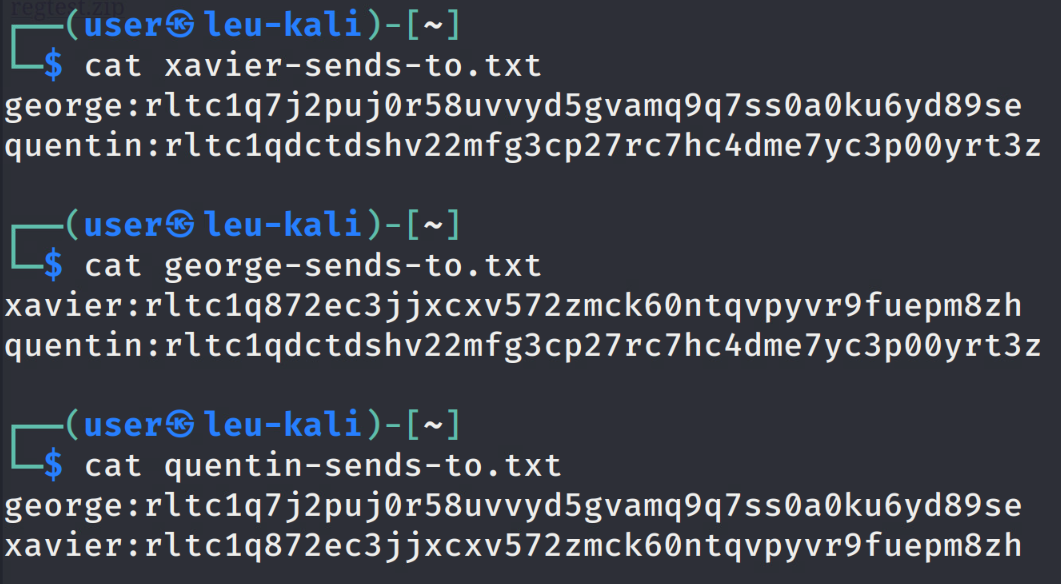 regtest.zip
┌──(user㉿leu-kali)-[~]
└─$ cat xavier-sends-to.txt
george:rltc1q7j2puj0r58uvvyd5gvamq9q7ss0a0ku6yd89se
quentin:rltc1qdctdshv22mfg3cp27rc7hc4dme7yc3p00yrt3z
┌──(user㉿leu-kali)-[~]
└─$ cat george-sends-to.txt
xavier:rltc1q872ec3jjxcxv572zmck60ntqvpyvr9fuepm8zh
quentin:rltc1qdctdshv22mfg3cp27rc7hc4dme7yc3p00yrt3z
┌──(user㉿leu-kali)-[~]
└─$ cat quentin-sends-to.txt
george:rltc1q7j2puj0r58uvvyd5gvamq9q7ss0a0ku6yd89se
xavier:rltc1q872ec3jjxcxv572zmck60ntqvpyvr9fuepm8zh